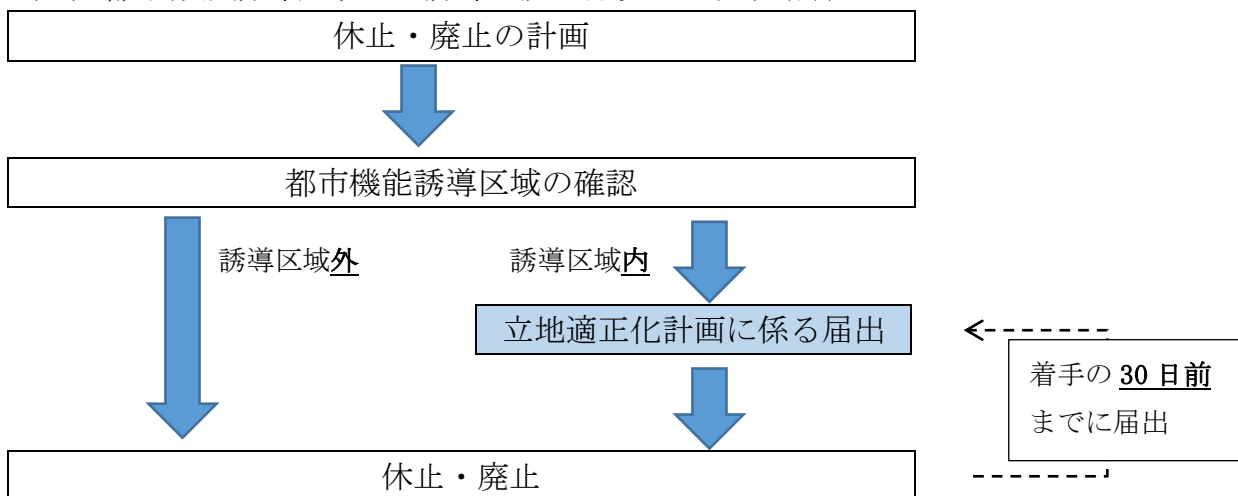 休止・廃止の計画
都市機能誘導区域の確認
誘導区域外
誘導区域内
立地適正化計画に係る届出
着手の 30 日前
までに届出
休止・廃止